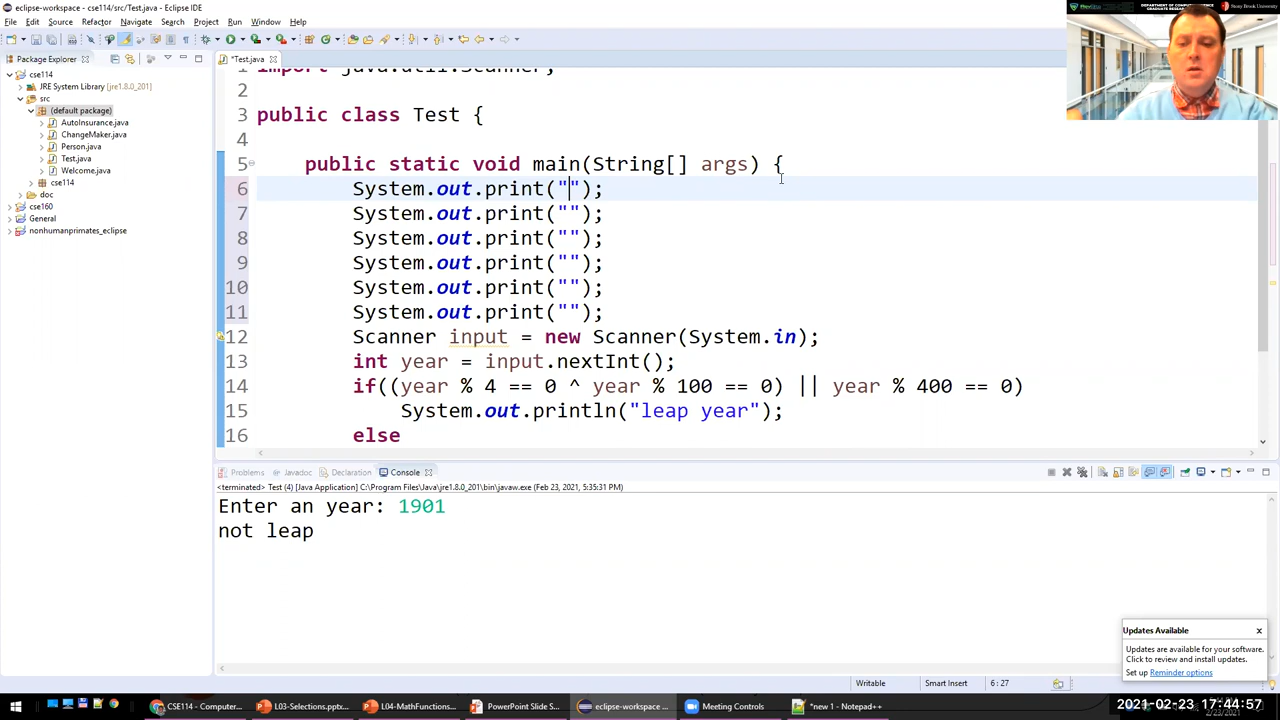 eclipse-workspace - cse114/src/Test.java - Eclipse IDE
File Edit Source Refactor Navigate Search Project Run Window Help
Package Explorer
*Test.java
cse114
JRE System Library [jre1.8.0_201]
src
(default package)
AutoInsurance.java
ChangeMaker.java
Person.java
Test.java
Welcome.java
cse114
doc
cse160
General
nonhumanprimates_eclipse
1 import java.util.Scanner;
2
3 public class Test {
4
5 public static void main(String[] args) {
6 System.out.print("");
7 System.out.print("");
8 System.out.print("");
9 System.out.print("");
10 System.out.print("");
11 System.out.print("");
12 Scanner input = new Scanner(System.in);
13 int year = input.nextInt();
14 if((year % 4 == 0 ^ year % 100 == 0) || year % 400 == 0)
15 System.out.println("leap year");
16 else
Problems Javadoc Declaration Console
<terminated> Test (4) [Java Application] C:\Program Files\Java\jre1.8.0_201\bin\javaw.exe (Feb 23, 2021, 5:35:31 PM)
Enter an year: 1901
not leap
Updates Available
Updates are available for your software.
Click to review and install updates.
Set up Reminder options
Writable Smart Insert 6 : 27
CSE114 - Computer... L03-Selections.pptx... L04-MathFunctions... PowerPoint Slide S... eclipse-workspace ... Meeting Controls *new 1 - Notepad++
2021-02-23 17:44:57
Stony Brook University
DEPARTMENT OF COMPUTER